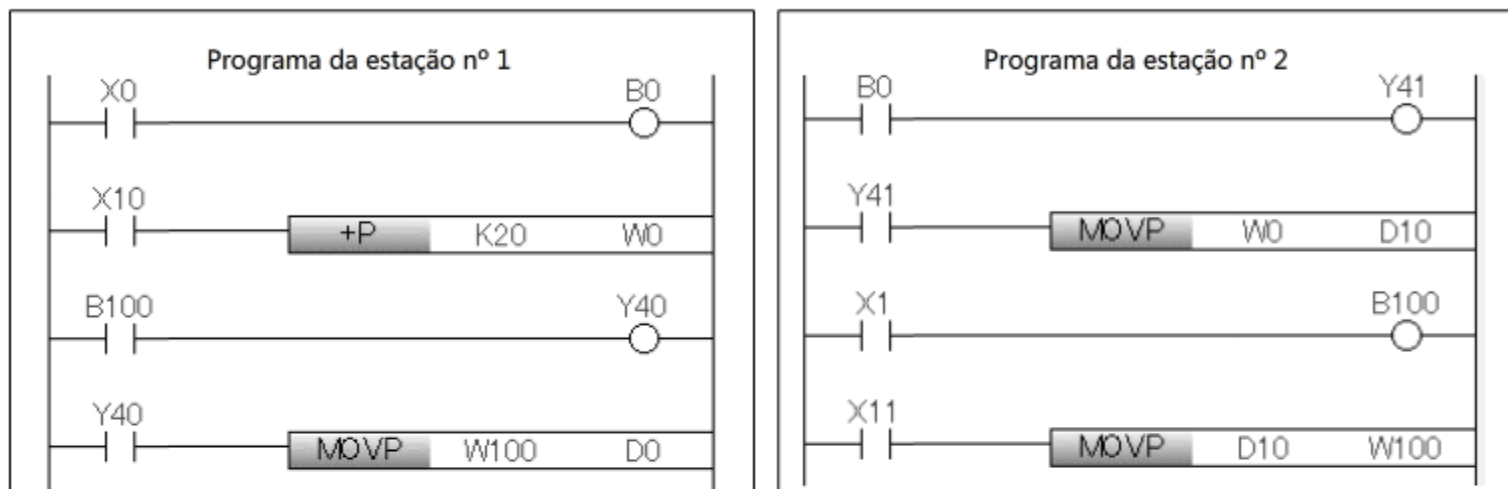 Programa da estação nº 1
X0 B0
X10
+P K20 W0
B100 Y40
Y40
MOVP W100 D0
Programa da estação nº 2
B0 Y41
Y41
MOVP W0 D10
X1 B100
X11
MOVP D10 W100